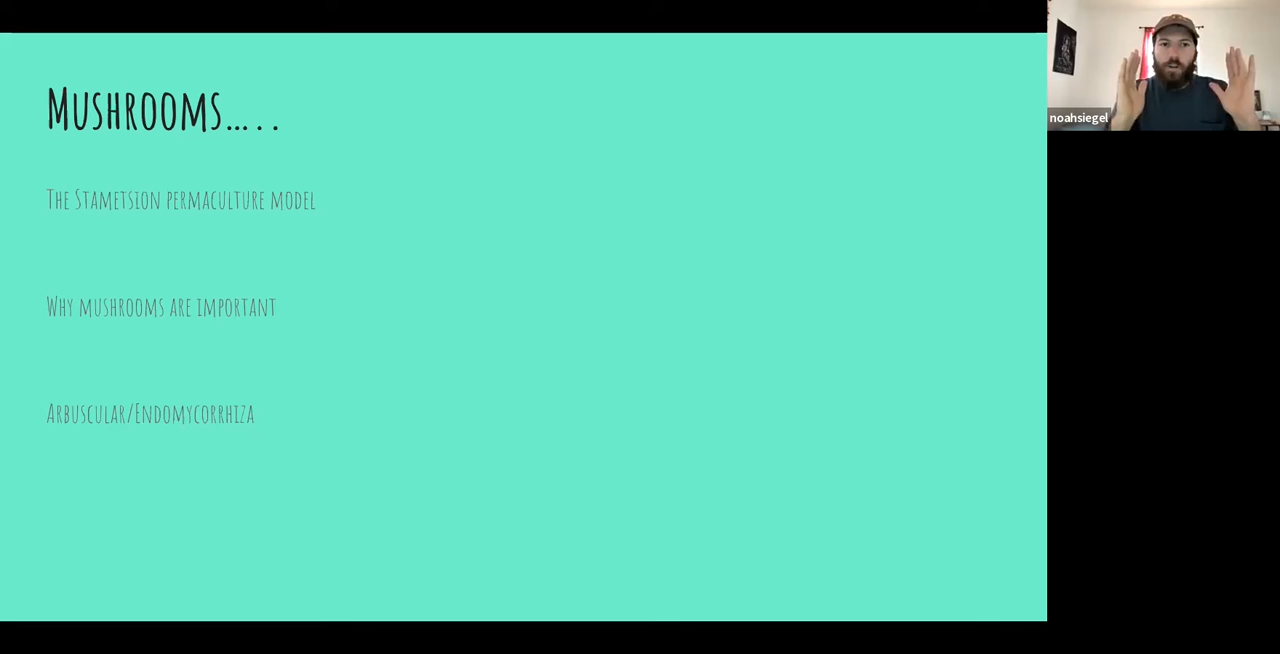 Mushrooms.....
The Stametsion permaculture model
Why mushrooms are important
Arbuscular/Endomycorrhiza
noahsiegel